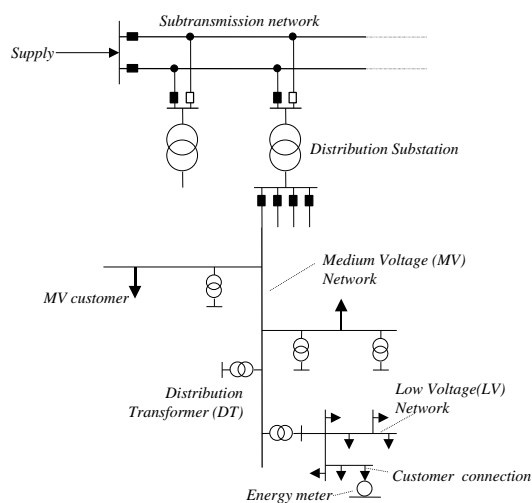 Subtransmission network
Supply
Distribution Substation
Medium Voltage (MV)
Network
MV customer
Distribution
Transformer (DT)
Low Voltage(LV)
Network
Customer connection
Energy meter